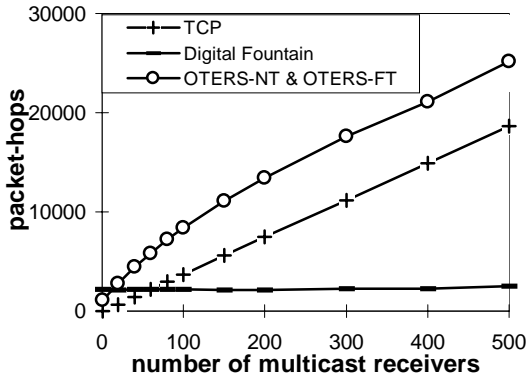 30000
20000
10000
0
packet-hops
TCP
Digital Fountain
OTERS-NT & OTERS-FT
0 100 200 300 400 500
number of multicast receivers